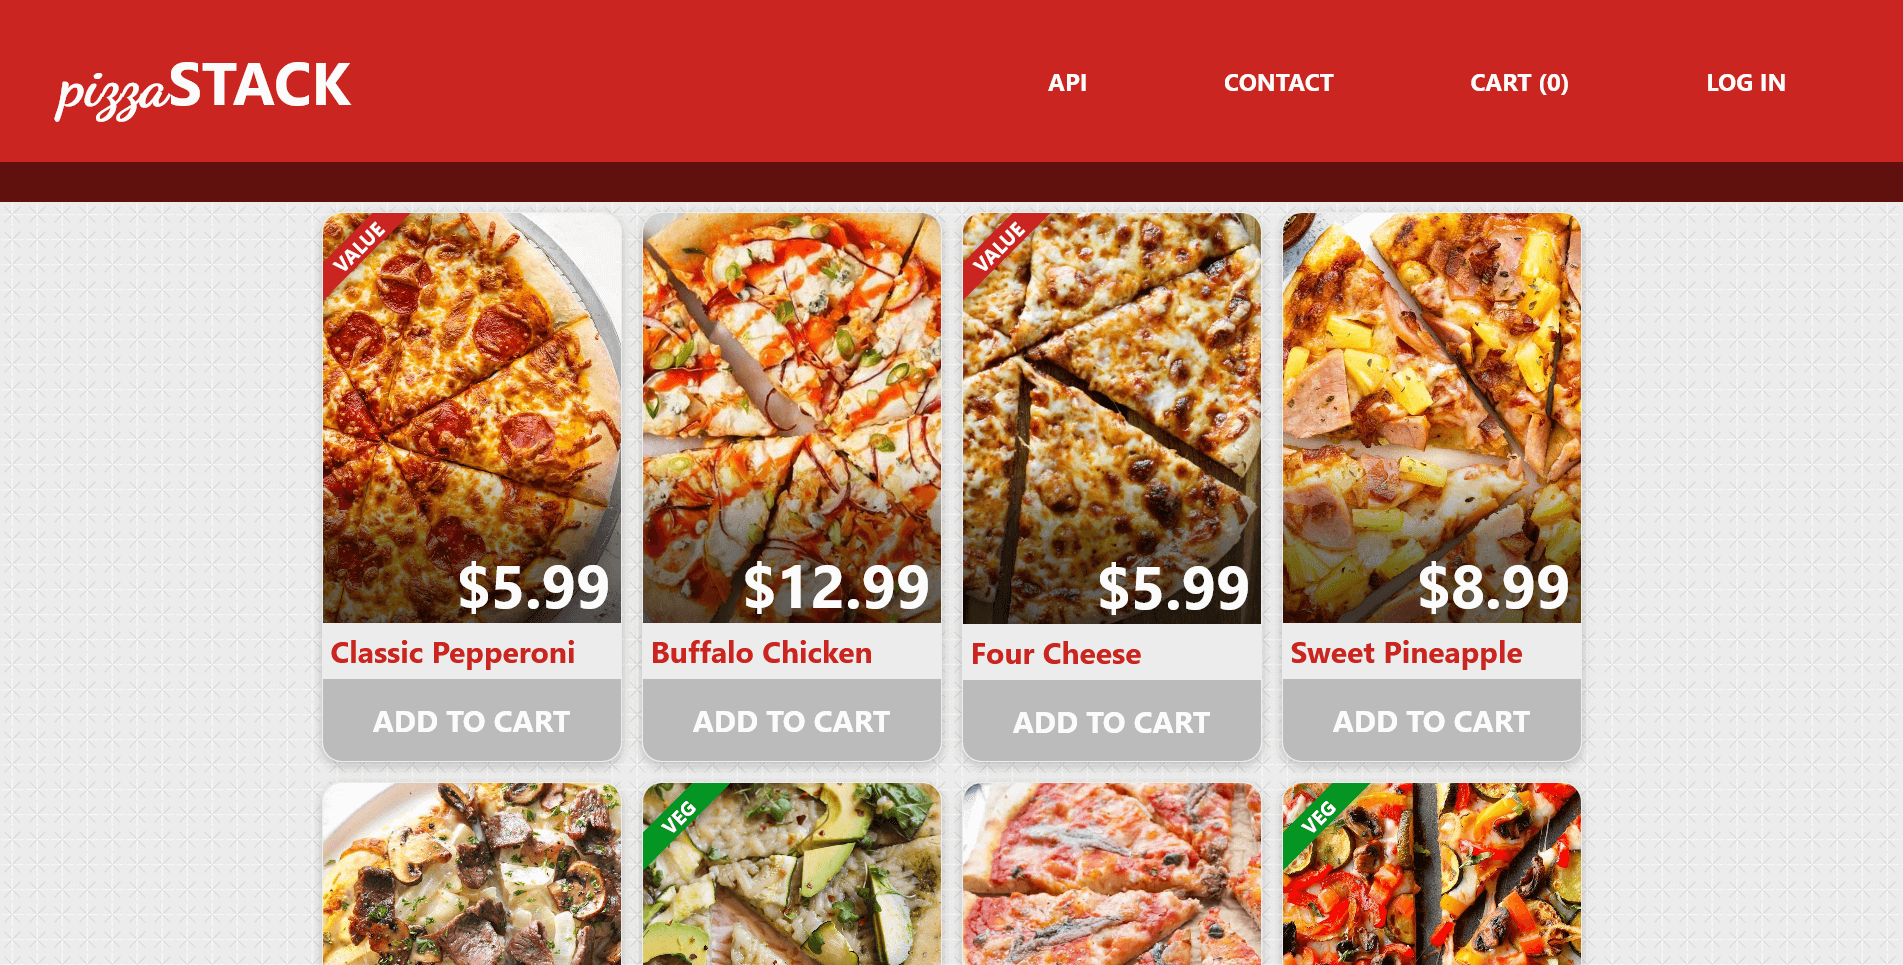 pizzaSTACK
API
CONTACT
CART (0)
LOG IN
VALUE
$5.99
Classic Pepperoni
ADD TO CART
$12.99
Buffalo Chicken
ADD TO CART
VALUE
$5.99
Four Cheese
ADD TO CART
$8.99
Sweet Pineapple
ADD TO CART
VEG
VEG